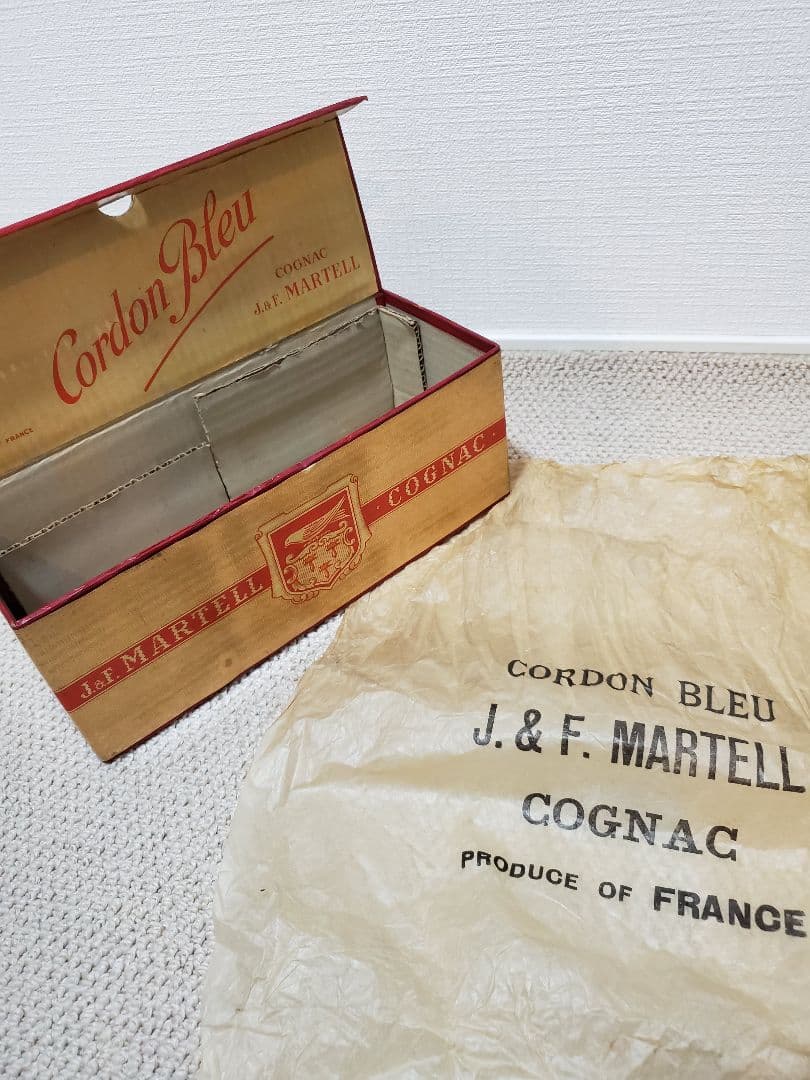 Cordon Bleu
COGNAC
J.&F. MARTELL
FRANCE
J.&F. MARTELL
· COGNAC ·
CORDON BLEU
J. & F. MARTELL
COGNAC
PRODUCE OF FRANCE